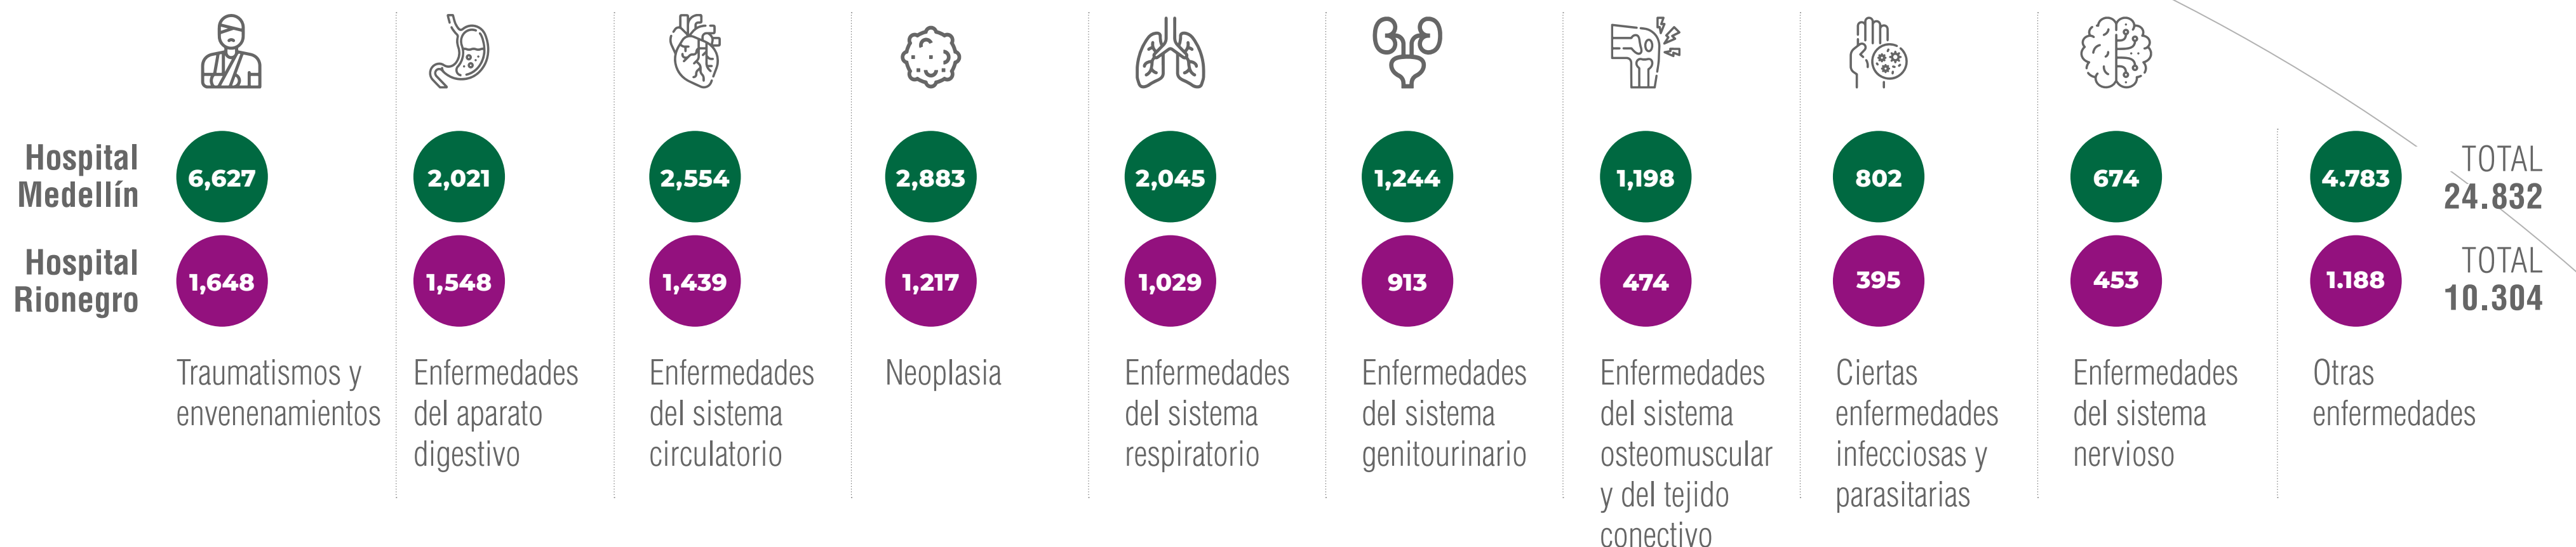 Hospital
Medellín
6,627
2,021
2,554
2,883
2,045
1,244
1,198
802
674
4.783
TOTAL
24.832
Hospital
Rionegro
1,648
1,548
1,439
1,217
1,029
913
474
395
453
1.188
TOTAL
10.304
Traumatismos y
envenenamientos
Enfermedades
del aparato
digestivo
Enfermedades
del sistema
circulatorio
Neoplasia
Enfermedades
del sistema
respiratorio
Enfermedades
del sistema
genitourinario
Enfermedades
del sistema
osteomuscular
y del tejido
conectivo
Ciertas
enfermedades
infecciosas y
parasitarias
Enfermedades
del sistema
nervioso
Otras
enfermedades